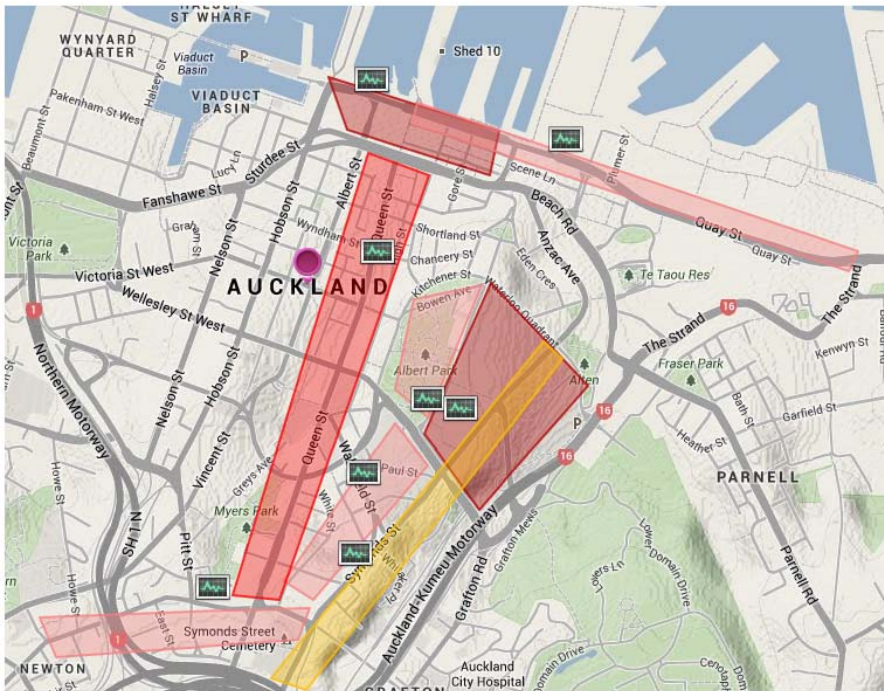 HALSEY
ST WHARF
WYNYARD
QUARTER
Viaduct
Basin
P
Shed 10
Halsey St
VIADUCT
BASIN
Pakenham St West
Beaumont St
Lucy Ln
Sturdee St
Fanshawe St
Albert St
Gore St
Scene Ln
Plumer St
Beach Rd
Quay St
Quay St
Hobson St
Nelson St
Queen St
Wyndham St
Shortland St
Chancery St
Kitchener St
Bowen Ave
Eden Cres
Anzac Ave
Waterloo Quadrant
Te Taou Res
Victoria
Park
Victoria St West
AUCKLAND
Wellesley St West
1
16
The Strand
The Strand
Kenwyn St
Fraser Park
Albert Park
Northern Motorway
Hobson St
Nelson St
Bath St
Garfield St
Heather St
16
P
16
PARNELL
Vincent St
Queen St
Greys Ave
Paul St
White St
Myers
Park
Howe St
SH 1 N
Pitt St
Symonds St
Auckland-Kumeu Motorway
Grafton Mews
Grafton Rd
Lovers Ln
Lower Domain Drive
Parnell Rd
Howe St
East St
1
Symonds Street
Cemetery
NEWTON
Auckland
City Hospital
GRAFTON
Domain Drive